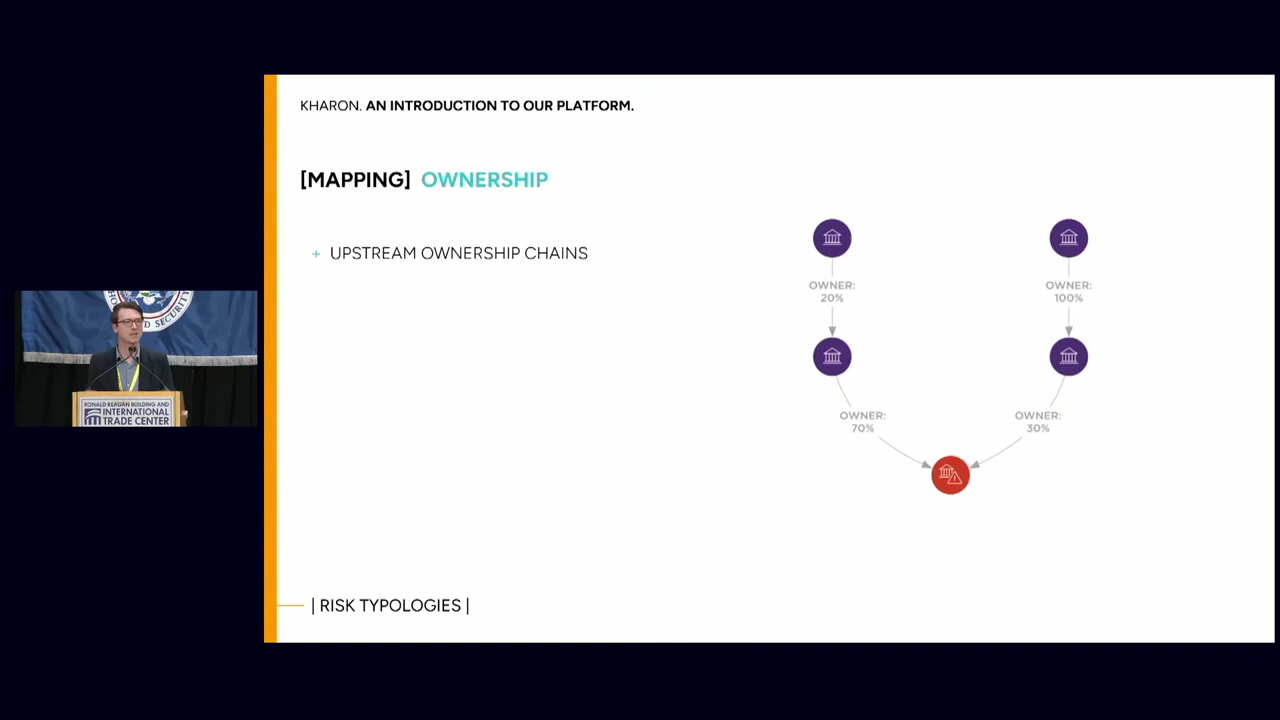 KHARON. AN INTRODUCTION TO OUR PLATFORM.
[MAPPING] OWNERSHIP
+ UPSTREAM OWNERSHIP CHAINS
OWNER:
20%
OWNER:
100%
OWNER:
70%
OWNER:
30%
D SECURITY
RONALD REAGAN BUILDING AND
INTERNATIONAL
TRADE CENTER
| RISK TYPOLOGIES |